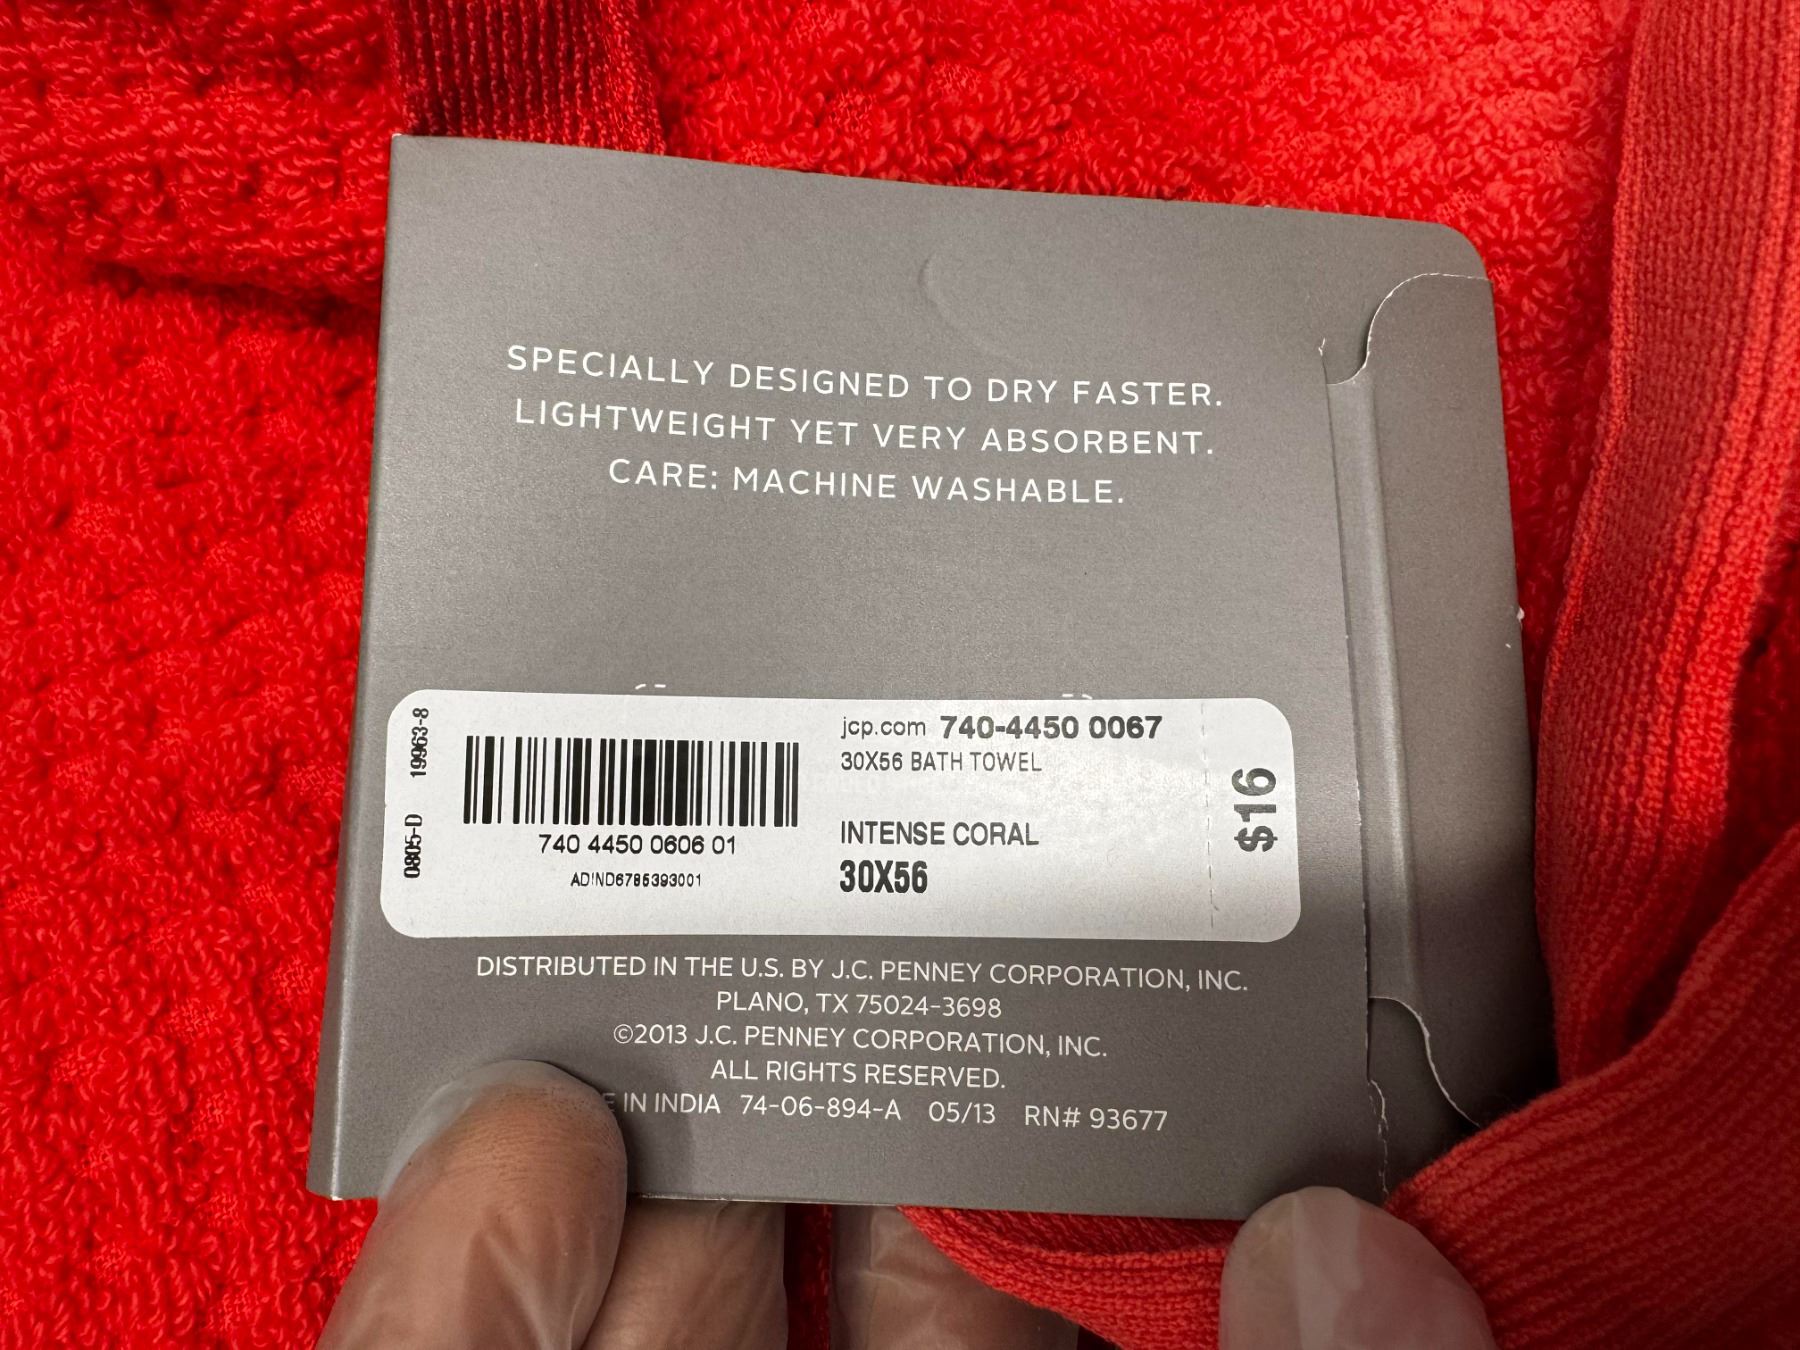 SPECIALLY DESIGNED TO DRY FASTER.
LIGHTWEIGHT YET VERY ABSORBENT.
CARE: MACHINE WASHABLE.
0805-D 19963-8
740 4450 0606 01
ADIND6785393001
jcp.com 740-4450 0067
30X56 BATH TOWEL
INTENSE CORAL
30X56
$16
DISTRIBUTED IN THE U.S. BY J.C. PENNEY CORPORATION, INC.
PLANO, TX 75024-3698
©2013 J.C. PENNEY CORPORATION, INC.
ALL RIGHTS RESERVED.
E IN INDIA 74-06-894-A 05/13 RN# 93677